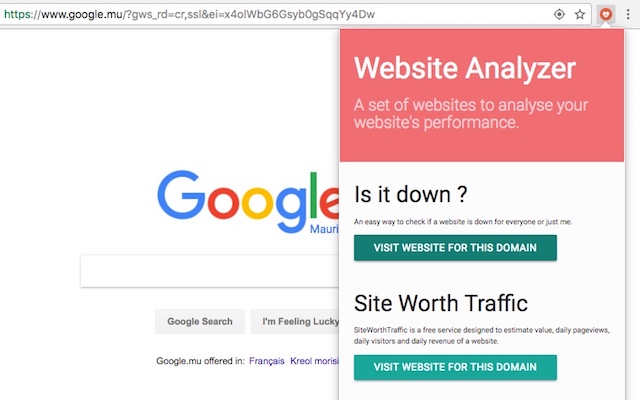 https://www.google.mu/?gws_rd=cr,ssl&ei=x4olWbG6Gsyb0gSqqYy4Dw
Google
Mauri
Google Search
I'm Feeling Lucky
Google.mu offered in: Français Kreol morisi
Website Analyzer
A set of websites to analyse your
website's performance.
Is it down ?
An easy way to check if a website is down for everyone or just me.
VISIT WEBSITE FOR THIS DOMAIN
Site Worth Traffic
SiteWorthTraffic is a free service designed to estimate value, daily pageviews,
daily visitors and daily revenue of a website.
VISIT WEBSITE FOR THIS DOMAIN